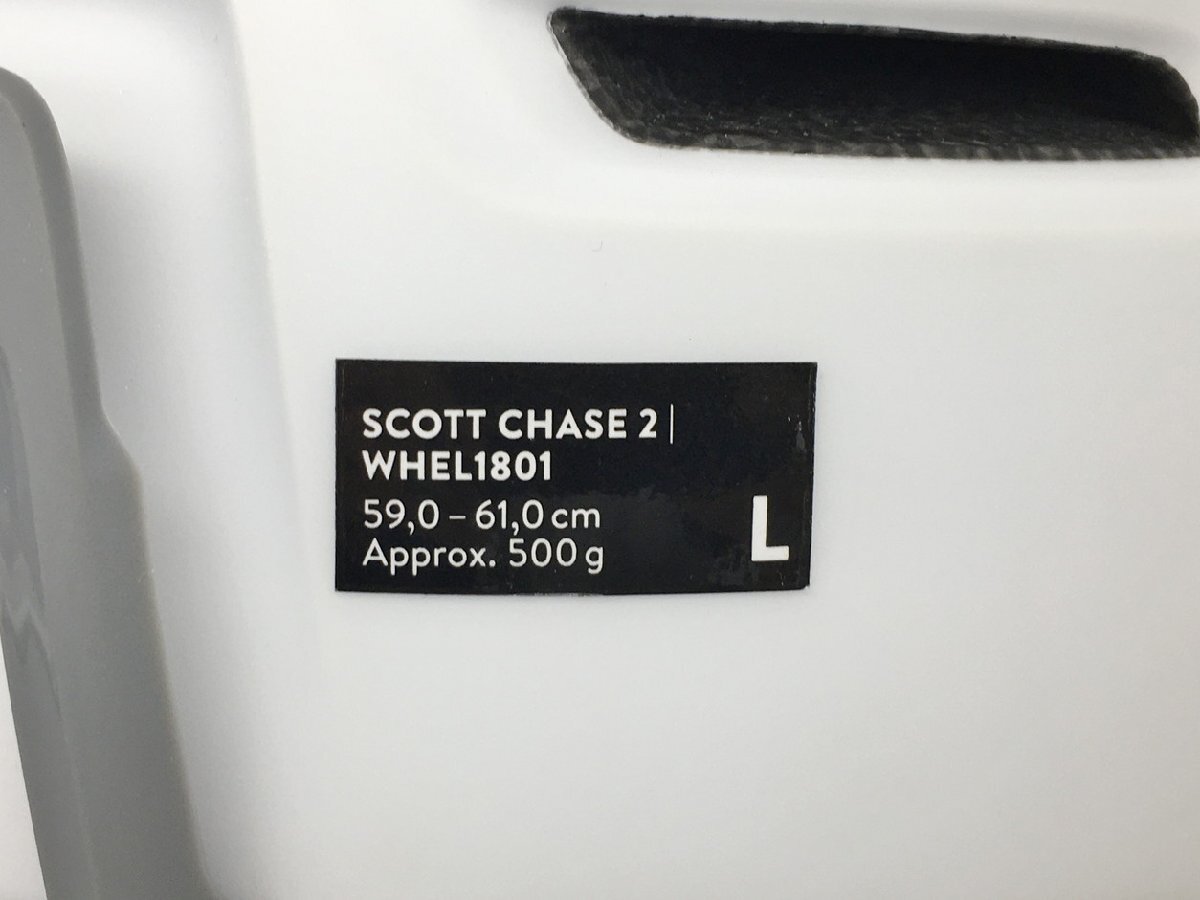 SCOTT CHASE 2 |
WHEL1801
59,0 – 61,0 cm
Approx. 500 g
L